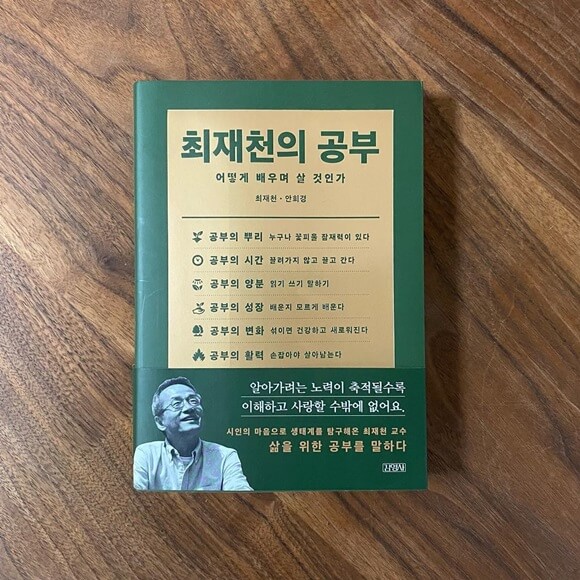 최재천의 공부
어떻게 배우며 살 것인가
최재천 · 안희경
공부의 뿌리 누구나 꽃피울 잠재력이 있다
공부의 시간 끌려가지 않고 끌고 간다
공부의 양분 읽기 쓰기 말하기
공부의 성장 배운지 모르게 배운다
공부의 변화 섞이면 건강하고 새로워진다
공부의 활력 손잡아야 살아남는다
알아가려는 노력이 축적될수록
이해하고 사랑할 수밖에 없어요.
시인의 마음으로 생태계를 탐구해온 최재천 교수
삶을 위한 공부를 말하다
김영사